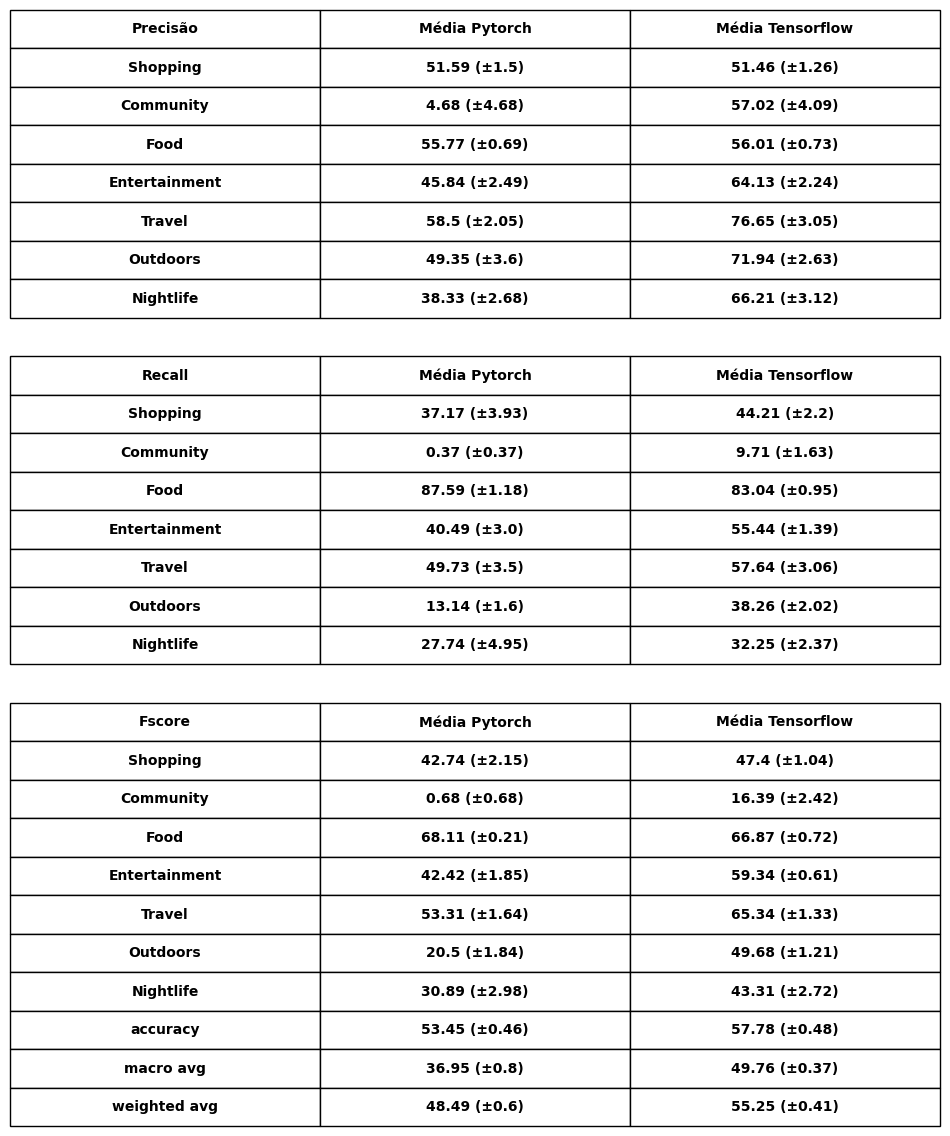 Precisão Média Pytorch Média Tensorflow
Shopping 51.59 (±1.5) 51.46 (±1.26)
Community 4.68 (±4.68) 57.02 (±4.09)
Food 55.77 (±0.69) 56.01 (±0.73)
Entertainment 45.84 (±2.49) 64.13 (±2.24)
Travel 58.5 (±2.05) 76.65 (±3.05)
Outdoors 49.35 (±3.6) 71.94 (±2.63)
Nightlife 38.33 (±2.68) 66.21 (±3.12)
Recall Média Pytorch Média Tensorflow
Shopping 37.17 (±3.93) 44.21 (±2.2)
Community 0.37 (±0.37) 9.71 (±1.63)
Food 87.59 (±1.18) 83.04 (±0.95)
Entertainment 40.49 (±3.0) 55.44 (±1.39)
Travel 49.73 (±3.5) 57.64 (±3.06)
Outdoors 13.14 (±1.6) 38.26 (±2.02)
Nightlife 27.74 (±4.95) 32.25 (±2.37)
Fscore Média Pytorch Média Tensorflow
Shopping 42.74 (±2.15) 47.4 (±1.04)
Community 0.68 (±0.68) 16.39 (±2.42)
Food 68.11 (±0.21) 66.87 (±0.72)
Entertainment 42.42 (±1.85) 59.34 (±0.61)
Travel 53.31 (±1.64) 65.34 (±1.33)
Outdoors 20.5 (±1.84) 49.68 (±1.21)
Nightlife 30.89 (±2.98) 43.31 (±2.72)
accuracy 53.45 (±0.46) 57.78 (±0.48)
macro avg 36.95 (±0.8) 49.76 (±0.37)
weighted avg 48.49 (±0.6) 55.25 (±0.41)